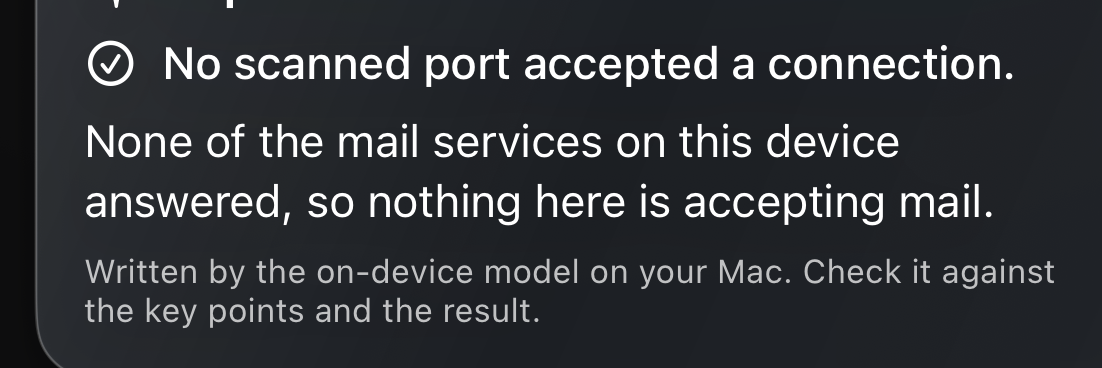 No scanned port accepted a connection.
None of the mail services on this device
answered, so nothing here is accepting mail.
Written by the on-device model on your Mac. Check it against
the key points and the result.